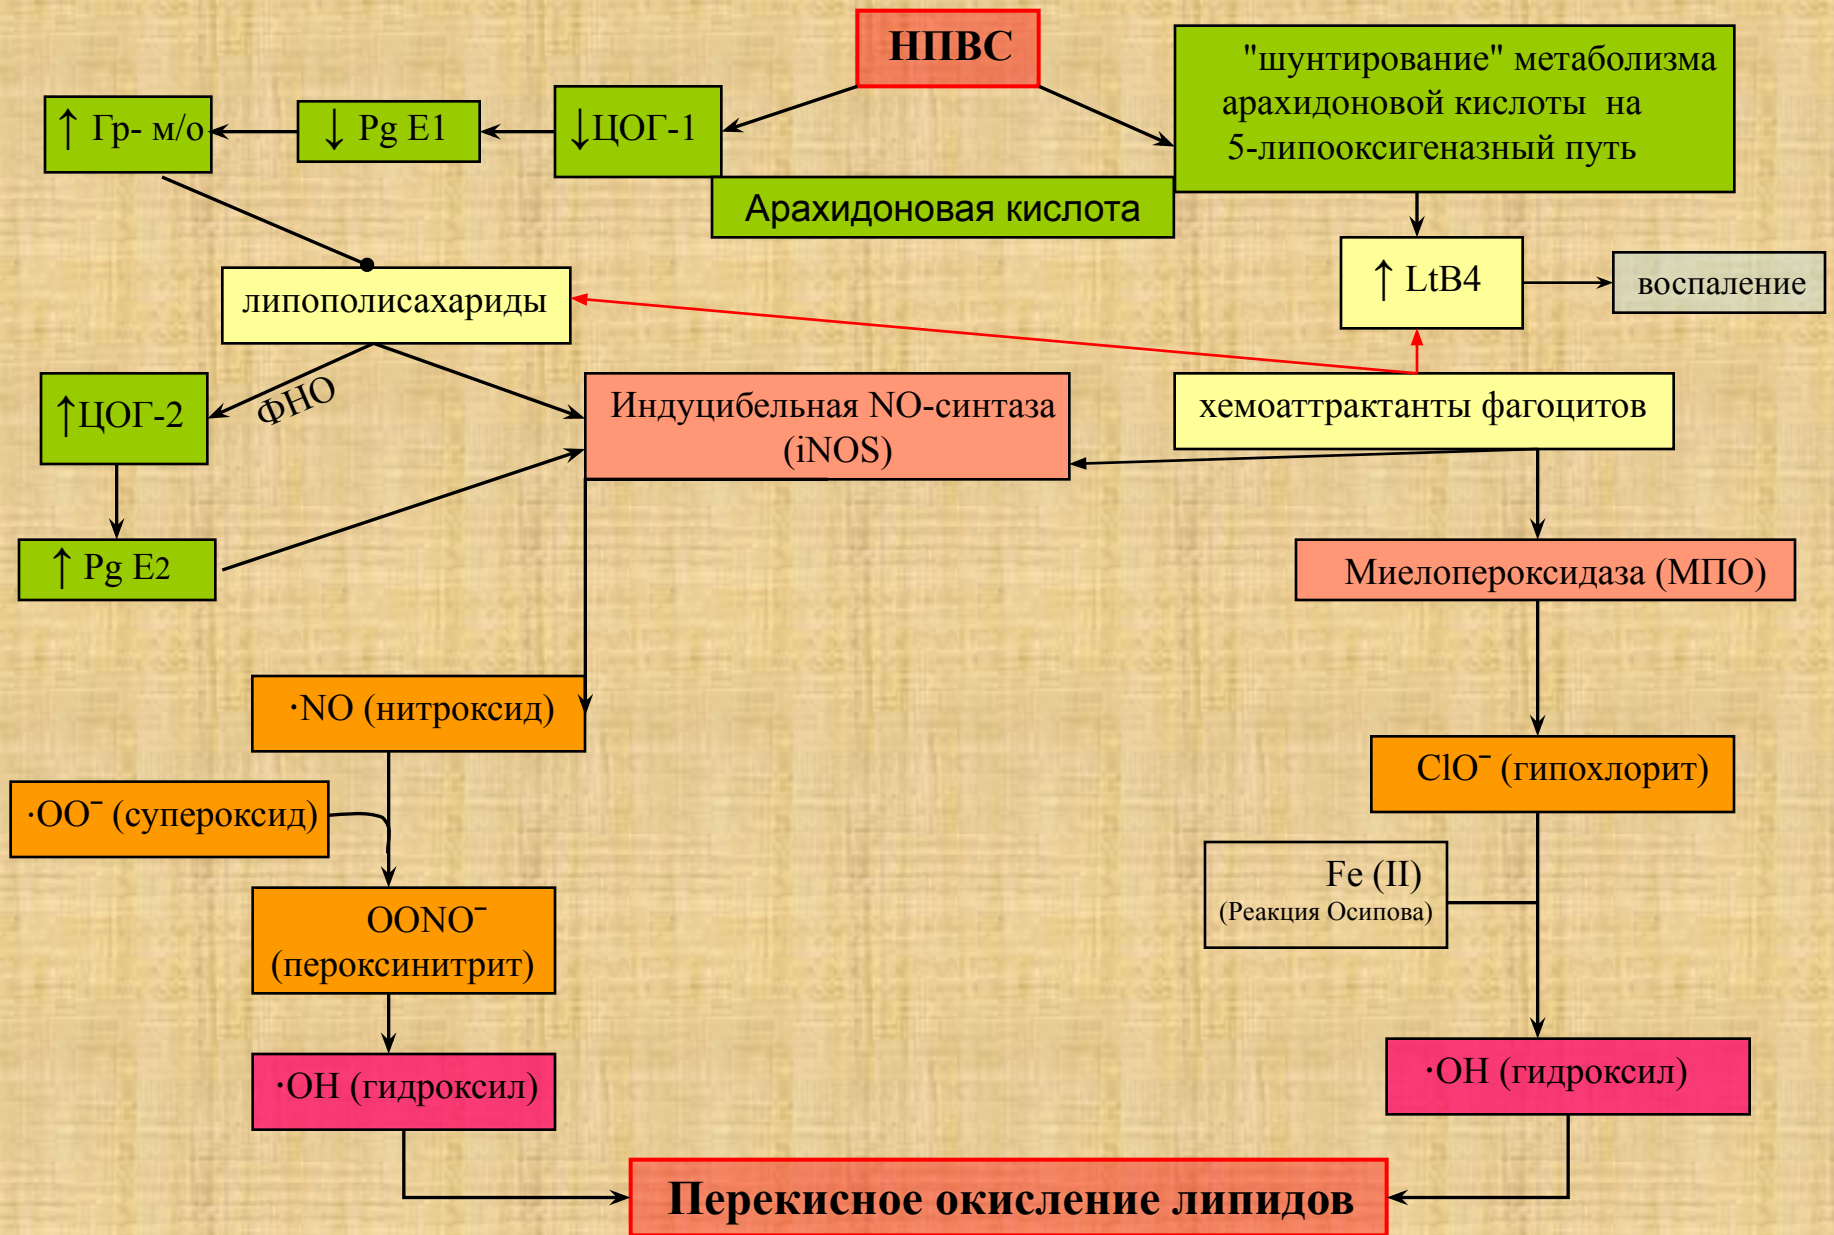 НПВС
"шунтирование" метаболизма
арахидоновой кислоты на
5-липооксигеназный путь
↑ Гр- м/о
↓ Pg E1
↓ЦОГ-1
Арахидоновая кислота
липополисахариды
↑ LtB4
воспаление
↑ЦОГ-2
ФНО
Индуцибельная NO-синтаза
(iNOS)
хемоаттрактанты фагоцитов
↑ Pg E2
Миелопероксидаза (МПО)
·NO (нитроксид)
ClO⁻ (гипохлорит)
·OO⁻ (супероксид)
Fe (II)
(Реакция Осипова)
OONO⁻
(пероксинитрит)
·OH (гидроксил)
·OH (гидроксил)
Перекисное окисление липидов